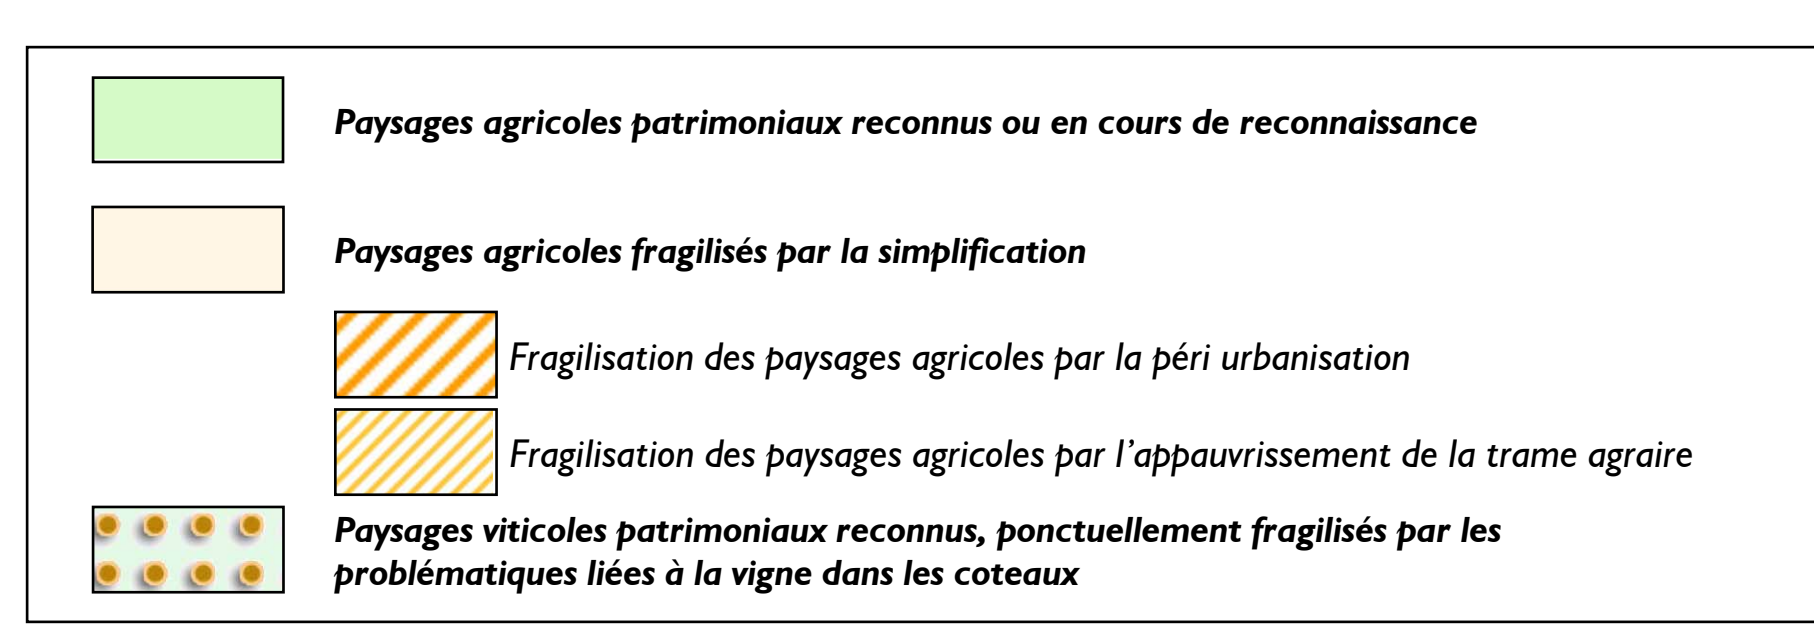 Paysages agricoles patrimoniaux reconnus ou en cours de reconnaissance
Paysages agricoles fragilisés par la simplification
Fragilisation des paysages agricoles par la péri urbanisation
Fragilisation des paysages agricoles par l’appauvrissement de la trame agraire
Paysages viticoles patrimoniaux reconnus, ponctuellement fragilisés par les
problématiques liées à la vigne dans les coteaux